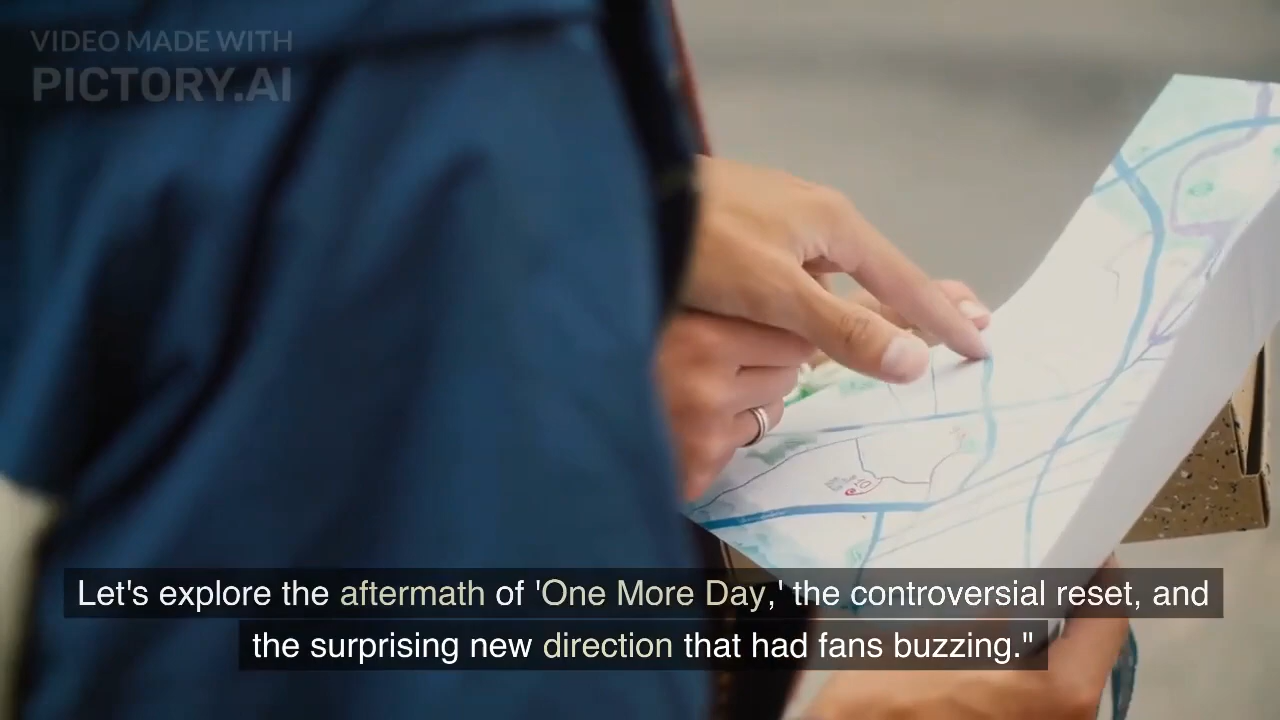 VIDEO MADE WITH
PICTORY.AI
Let's explore the aftermath of 'One More Day,' the controversial reset, and
the surprising new direction that had fans buzzing."